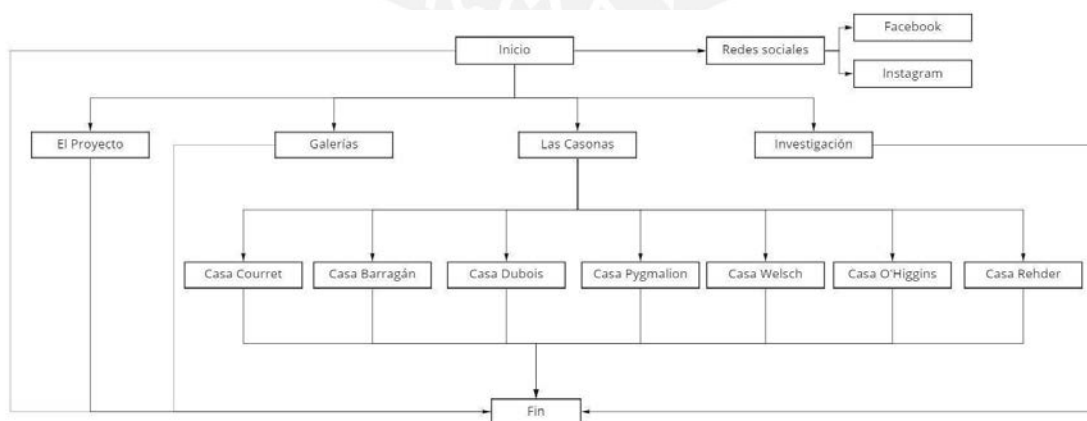 Facebook
Inicio
Redes sociales
Instagram
El Proyecto
Galerías
Las Casonas
Investigación
Casa Courret
Casa Barragán
Casa Dubois
Casa Pygmalion
Casa Welsch
Casa O'Higgins
Casa Rehder
Fin